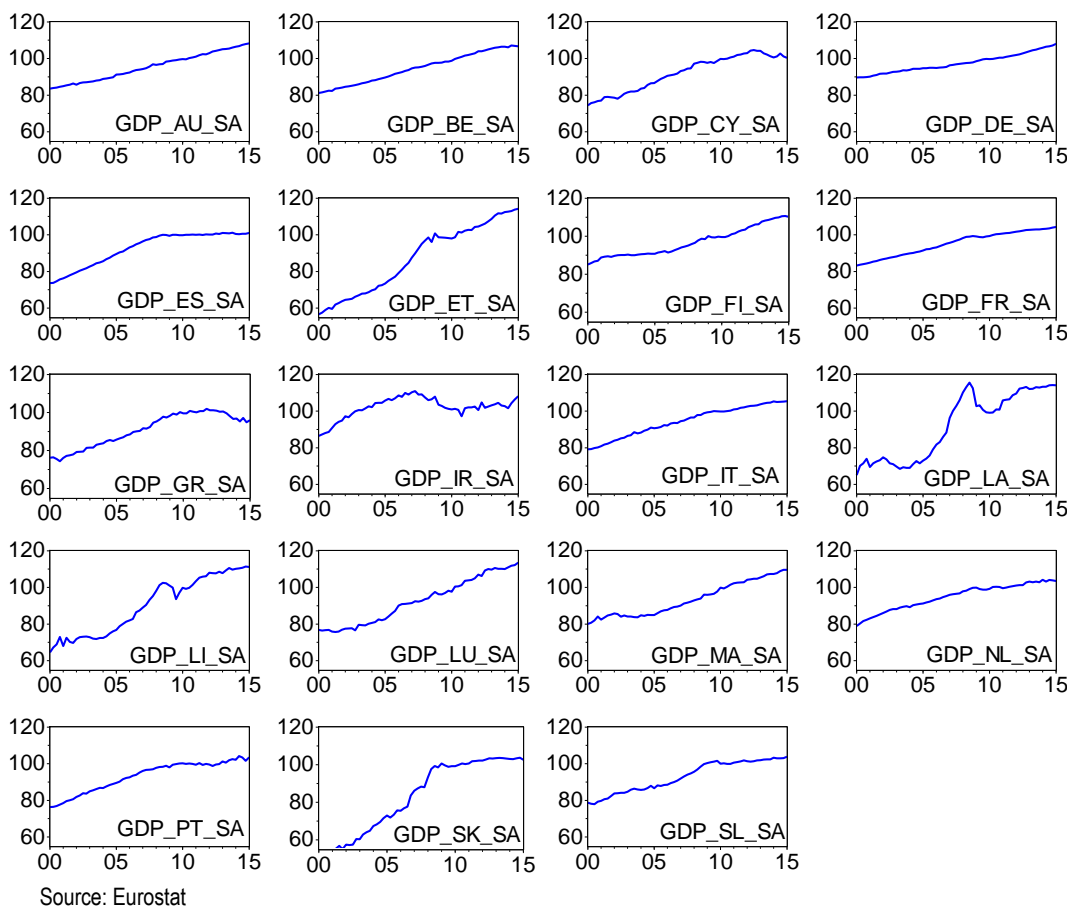 120 120 120 120
100 100 100 100
80 80 80 80
60 60 60 60
GDP_AU_SA GDP_BE_SA GDP_CY_SA GDP_DE_SA
00 05 10 15 00 05 10 15 00 05 10 15 00 05 10 15
120 120 120 120
100 100 100 100
80 80 80 80
60 60 60 60
GDP_ES_SA GDP_ET_SA GDP_FI_SA GDP_FR_SA
00 05 10 15 00 05 10 15 00 05 10 15 00 05 10 15
120 120 120 120
100 100 100 100
80 80 80 80
60 60 60 60
GDP_GR_SA GDP_IR_SA GDP_IT_SA GDP_LA_SA
00 05 10 15 00 05 10 15 00 05 10 15 00 05 10 15
120 120 120 120
100 100 100 100
80 80 80 80
60 60 60 60
GDP_LI_SA GDP_LU_SA GDP_MA_SA GDP_NL_SA
00 05 10 15 00 05 10 15 00 05 10 15 00 05 10 15
120 120 120
100 100 100
80 80 80
60 60 60
GDP_PT_SA GDP_SK_SA GDP_SL_SA
00 05 10 15 00 05 10 15 00 05 10 15
Source: Eurostat